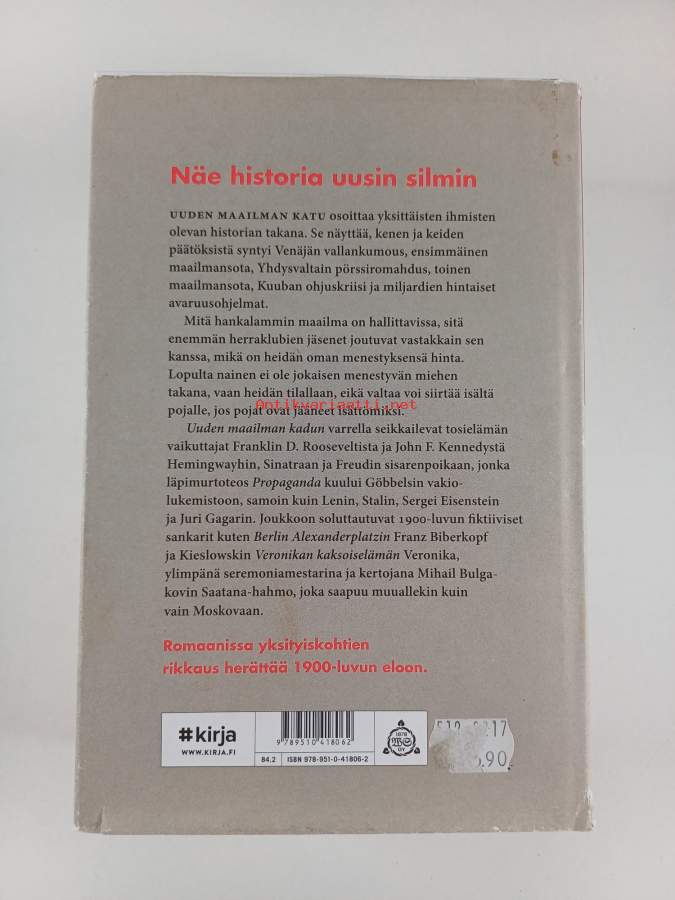 Näe historia uusin silmin
UUDEN MAAILMAN KATU osoittaa yksittäisten ihmisten
olevan historian takana. Se näyttää, kenen ja keiden
päätöksistä syntyi Venäjän vallankumous, ensimmäinen
maailmansota, Yhdysvaltain pörssiromahdus, toinen
maailmansota, Kuuban ohjuskriisi ja miljardien hintaiset
avaruusohjelmat.
Mitä hankalammin maailma on hallittavissa, sitä
enemmän herraklubien jäsenet joutuvat vastakkain sen
kanssa, mikä on heidän oman menestyksensä hinta.
Lopulta nainen ei ole jokaisen menestyvän miehen
takana, vaan heidän tilallaan, eikä valtaa voi siirtää isältä
Antikvariaatti.net
pojalle, jos pojat ovat jääneet isättömiksi.
Uuden maailman kadun varrella seikkailevat tosielämän
vaikuttajat Franklin D. Rooseveltista ja John F. Kennedystä
Hemingwayhin, Sinatraan ja Freudin sisarenpoikaan, jonka
läpimurtoteos Propaganda kuului Göbbelsin vakio-
lukemistoon, samoin kuin Lenin, Stalin, Sergei Eisenstein
ja Juri Gagarin. Joukkoon soluttautuvat 1900-luvun fiktiiviset
sankarit kuten Berlin Alexanderplatzin Franz Biberkopf
ja Kieslowskin Veronikan kaksoiselämän Veronika,
ylimpänä seremoniamestarina ja kertojana Mihail Bulga-
kovin Saatana-hahmo, joka saapuu muuallekin kuin
vain Moskovaan.
Romaanissa yksityiskohtien
rikkaus herättää 1900-luvun eloon.
#kirja
WWW.KIRJA.FI
9 789510 418062
84.2 ISBN 978-951-0-41806-2
1878
WS
OY
.90